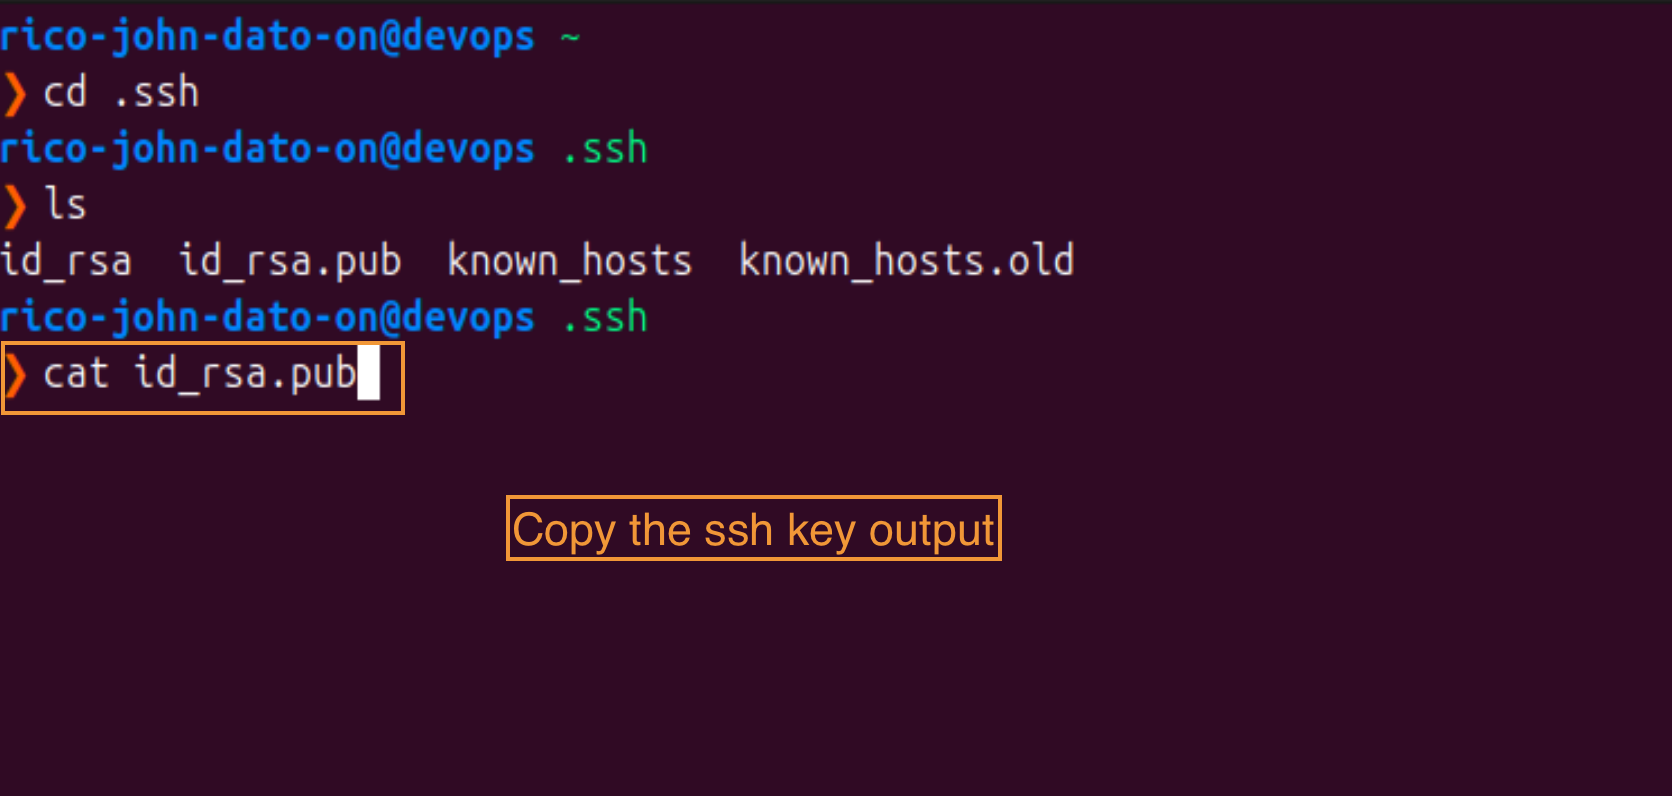 rico-john-dato-on@devops ~
❯ cd .ssh
rico-john-dato-on@devops .ssh
❯ ls
id_rsa  id_rsa.pub  known_hosts  known_hosts.old
rico-john-dato-on@devops .ssh
❯ cat id_rsa.pub
Copy the ssh key output